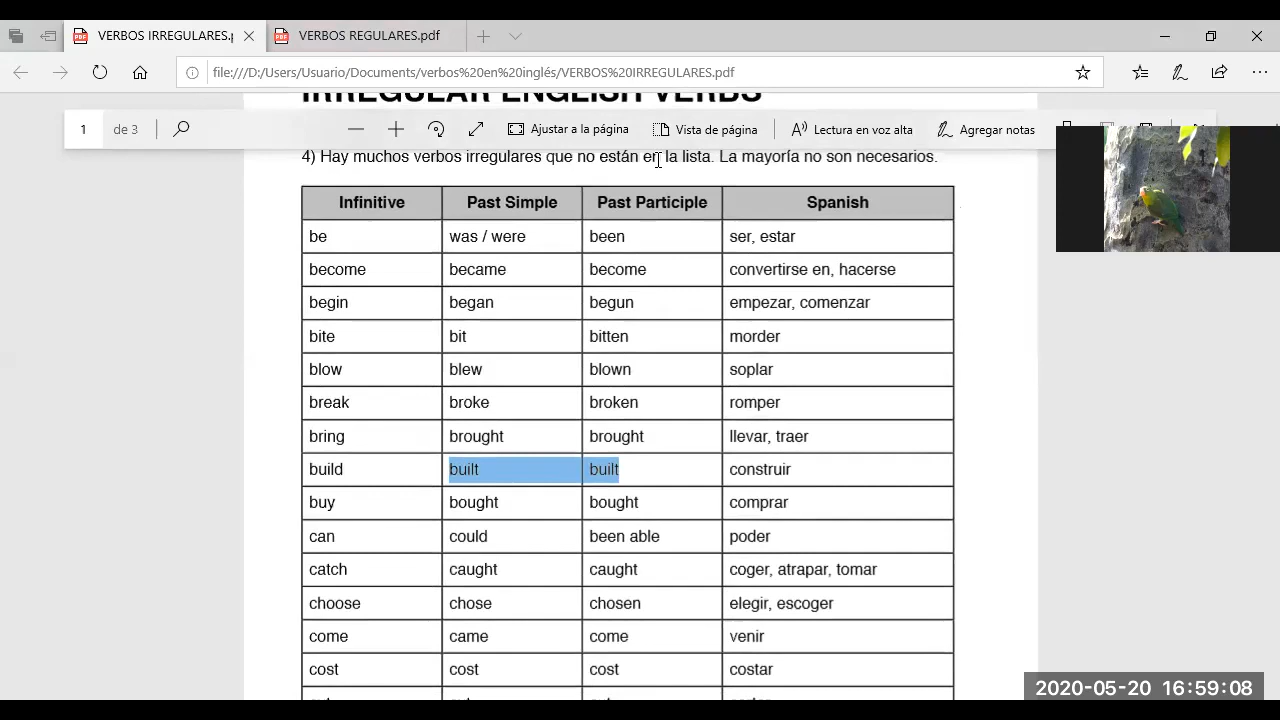 VERBOS IRREGULARES.p
VERBOS REGULARES.pdf
file:///D:/Users/Usuario/Documents/verbos%20en%20inglés/VERBOS%20IRREGULARES.pdf
IRREGULAR ENGLISH VERBS
1 de 3 Ajustar a la página Vista de página Lectura en voz alta Agregar notas
4) Hay muchos verbos irregulares que no están en la lista. La mayoría no son necesarios.
Infinitive Past Simple Past Participle Spanish
be was / were been ser, estar
become became become convertirse en, hacerse
begin began begun empezar, comenzar
bite bit bitten morder
blow blew blown soplar
break broke broken romper
bring brought brought llevar, traer
build built built construir
buy bought bought comprar
can could been able poder
catch caught caught coger, atrapar, tomar
choose chose chosen elegir, escoger
come came come venir
cost cost cost costar
2020-05-20 16:59:08